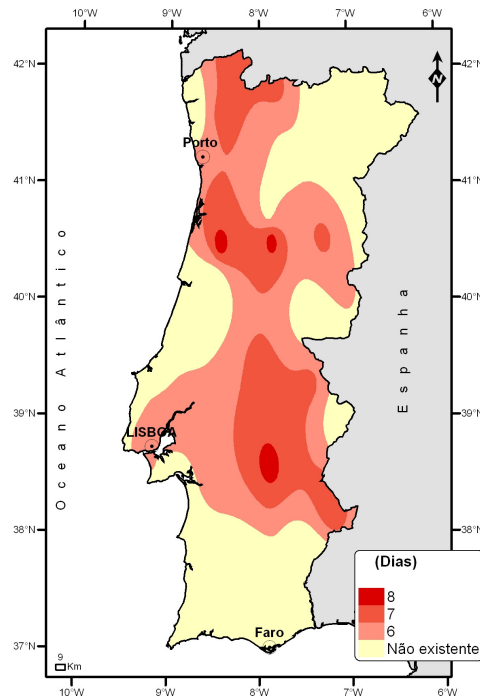 10°W 9°W 8°W 7°W 6°W
42°N 42°N
Porto
41°N 41°N
Oceano Atlântico
Espanha
40°N 40°N
39°N 39°N
LISBOA
38°N 38°N
(Dias)
8
7
6
Não existente
Faro
37°N 37°N
9
Km
10°W 9°W 8°W 7°W 6°W
N